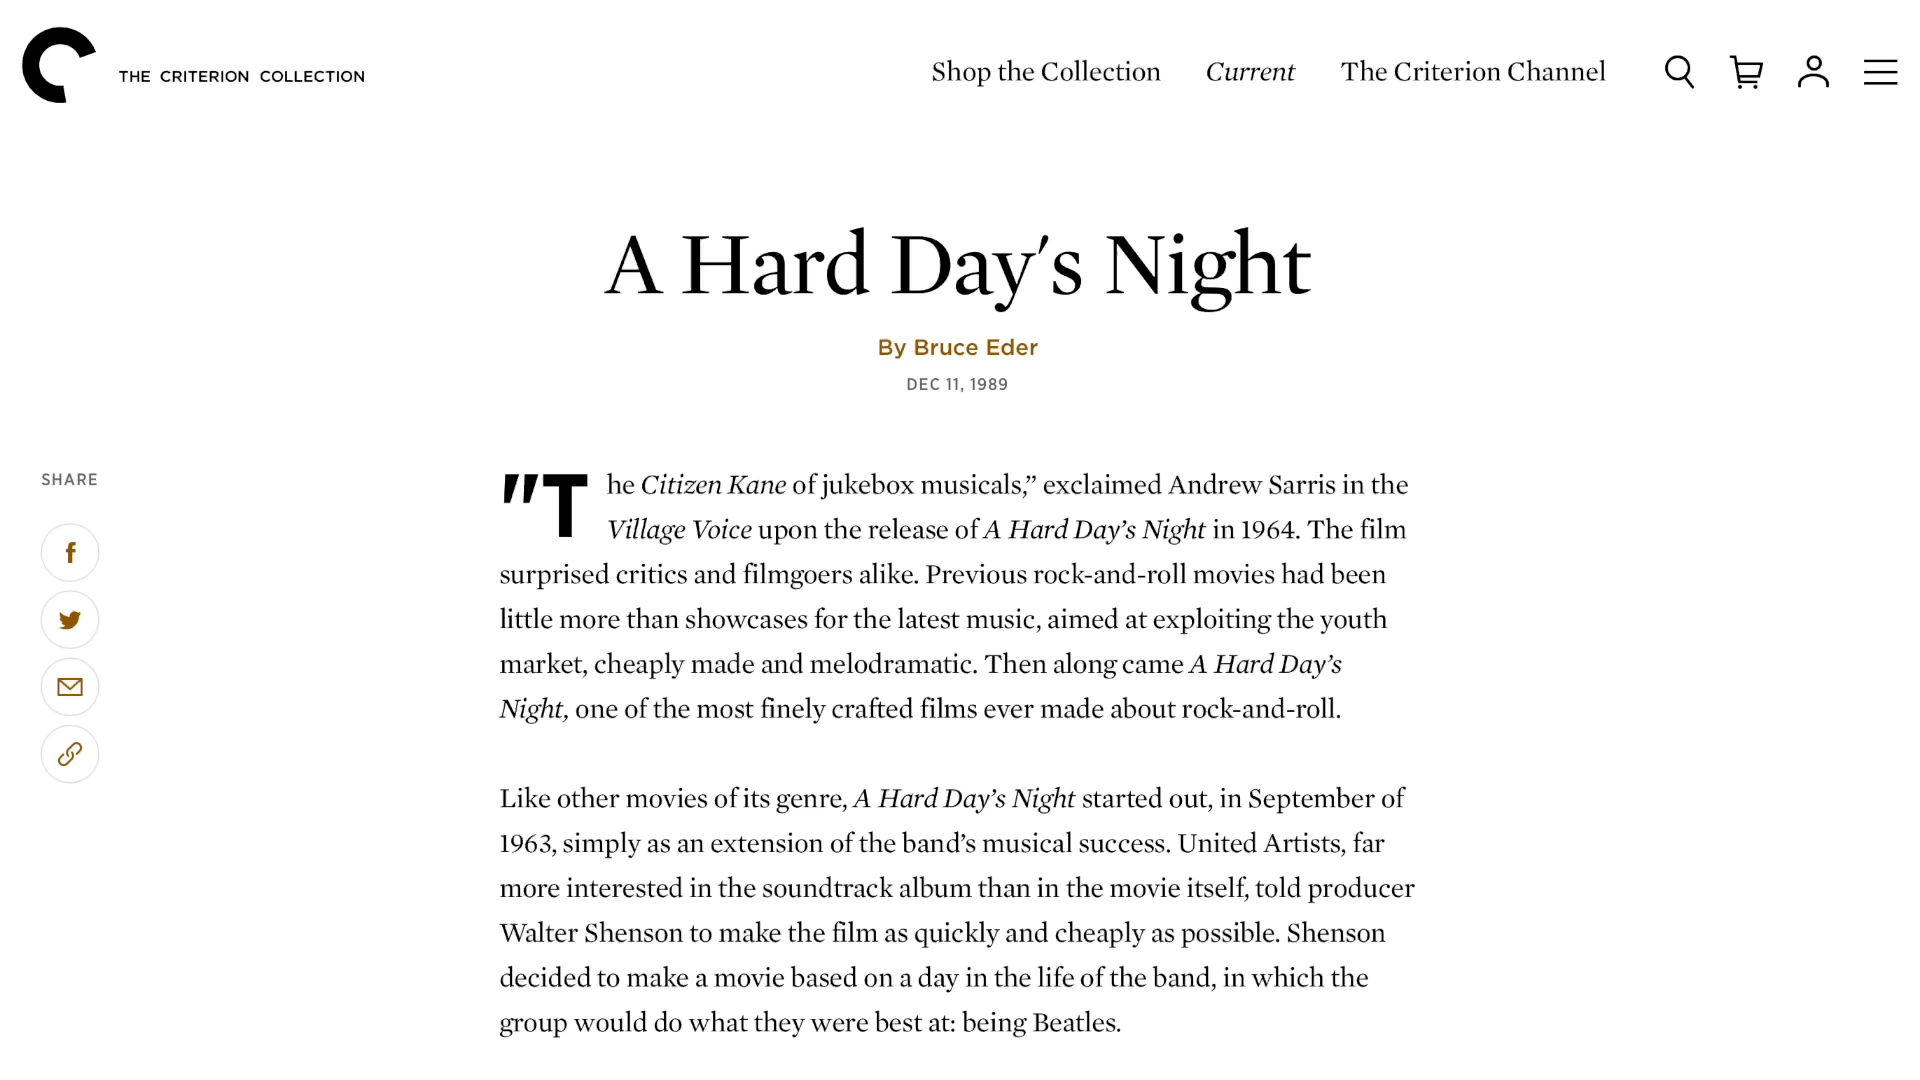 THE CRITERION COLLECTION
Shop the Collection
Current
The Criterion Channel
A Hard Day's Night
By Bruce Eder
DEC 11, 1989
SHARE
"The Citizen Kane of jukebox musicals,” exclaimed Andrew Sarris in the
Village Voice upon the release of A Hard Day’s Night in 1964. The film
surprised critics and filmgoers alike. Previous rock-and-roll movies had been
little more than showcases for the latest music, aimed at exploiting the youth
market, cheaply made and melodramatic. Then along came A Hard Day’s
Night, one of the most finely crafted films ever made about rock-and-roll.
Like other movies of its genre, A Hard Day’s Night started out, in September of
1963, simply as an extension of the band’s musical success. United Artists, far
more interested in the soundtrack album than in the movie itself, told producer
Walter Shenson to make the film as quickly and cheaply as possible. Shenson
decided to make a movie based on a day in the life of the band, in which the
group would do what they were best at: being Beatles.